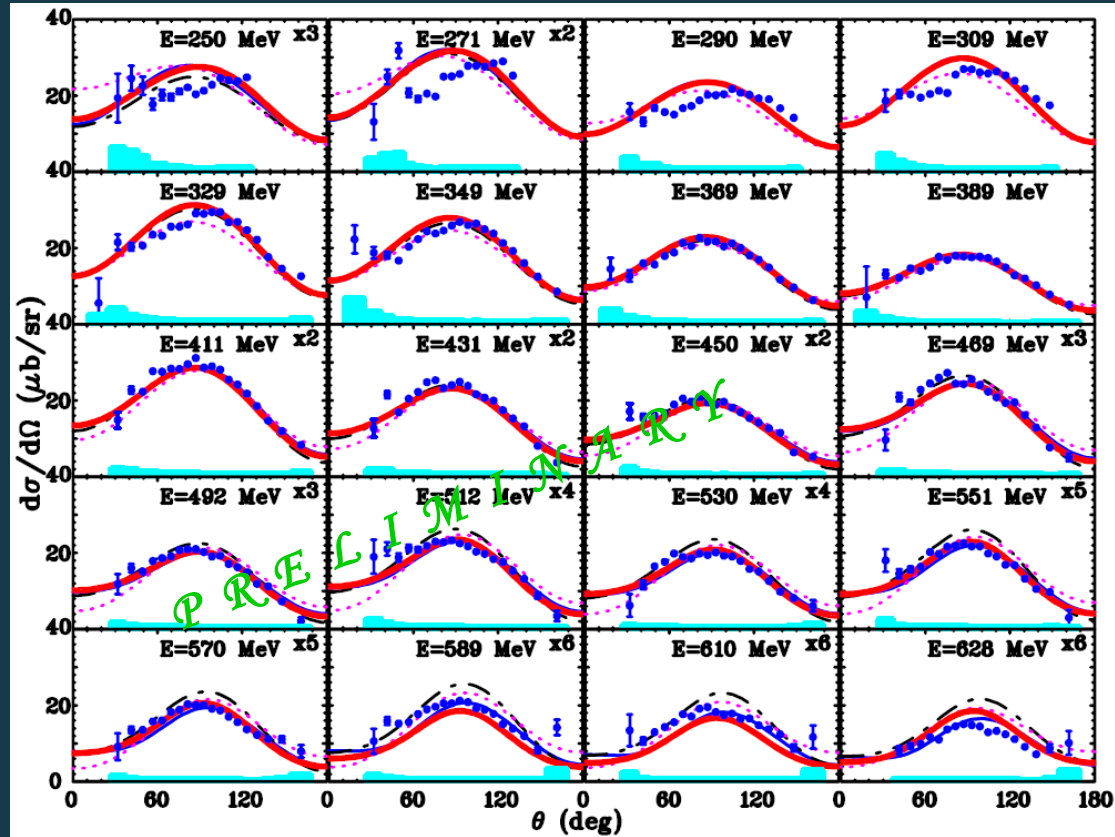 40
E=250 MeV x3
E=271 MeV x2
E=290 MeV
E=309 MeV
20
40
E=329 MeV
E=349 MeV
E=369 MeV
E=389 MeV
20
40
E=411 MeV x2
E=431 MeV x2
E=450 MeV x2
E=469 MeV x3
20
40
E=492 MeV x3
E=512 MeV x4
E=530 MeV x4
E=551 MeV x5
20
40
E=570 MeV x5
E=589 MeV x6
E=610 MeV x6
E=628 MeV x6
20
0
0 60 120 0 60 120 0 60 120 0 60 120 180
θ (deg)
dσ/dΩ (μb/sr)
PRELIMINARY